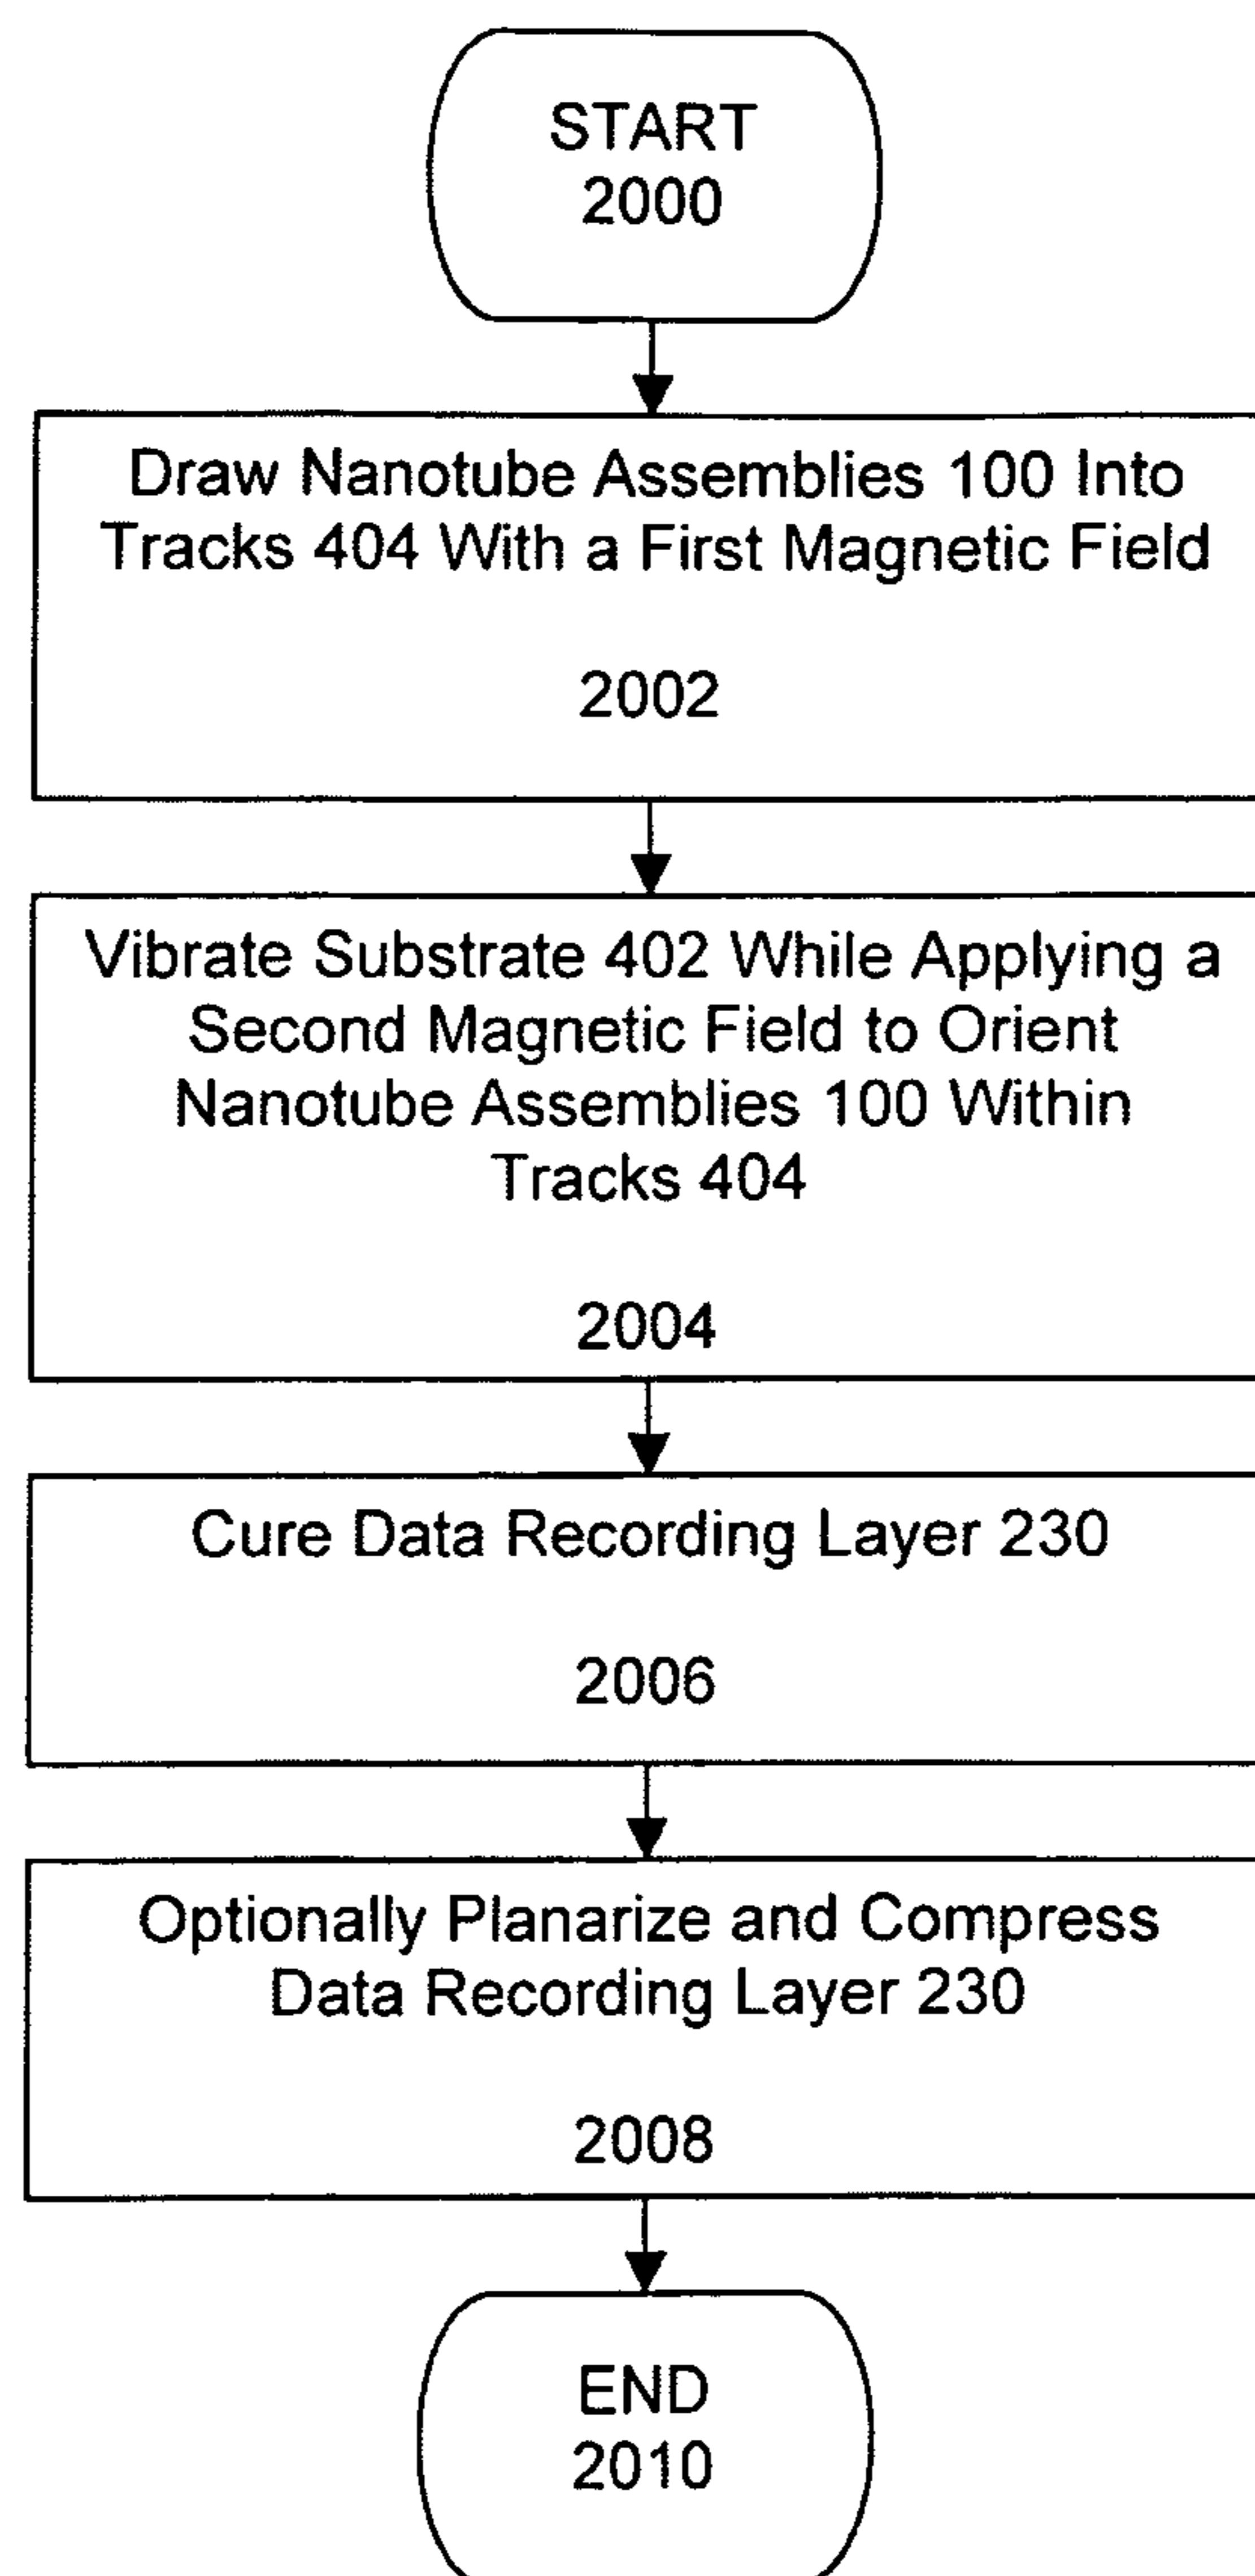 START
2000
Draw Nanotube Assemblies 100 Into
Tracks 404 With a First Magnetic Field
2002
Vibrate Substrate 402 While Applying a
Second Magnetic Field to Orient
Nanotube Assemblies 100 Within
Tracks 404
2004
Cure Data Recording Layer 230
2006
Optionally Planarize and Compress
Data Recording Layer 230
2008
END
2010